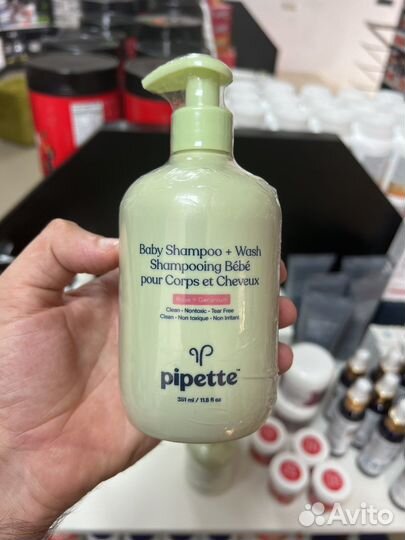 Baby Shampoo + Wash
Shampooing Bébé
pour Corps et Cheveux
Rose + Geranium
Clean • Nontoxic • Tear Free
Clean • Non toxique • Non Irritant
pipette™
351 ml / 11.8 fl oz
Avito